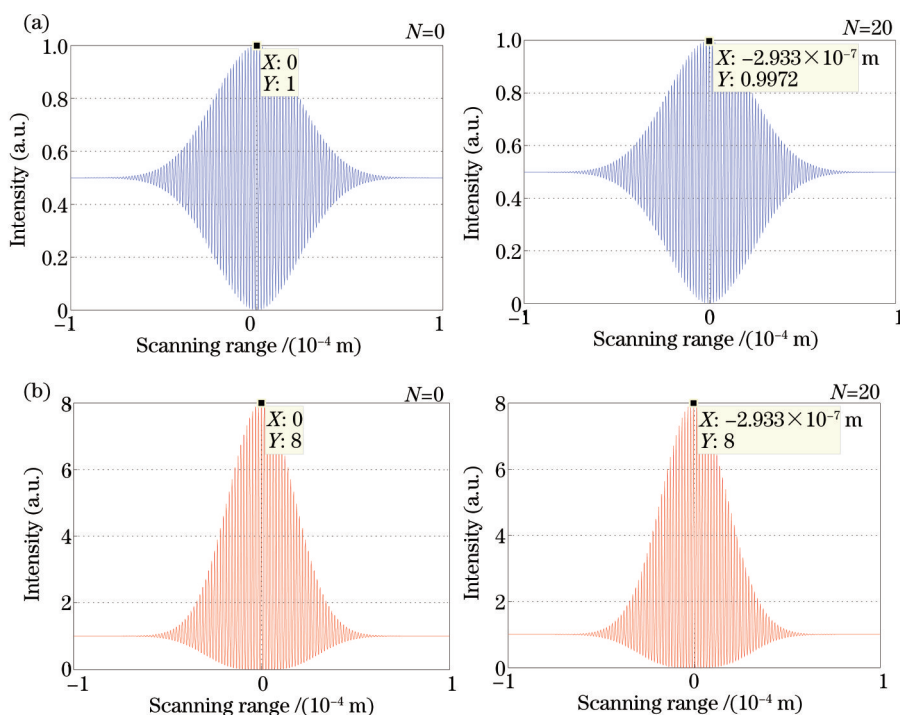 (a)
N=0
1.0
X: 0
Y: 1
0.8
0.6
0.4
0.2
0
−1
0
1
Intensity (a.u.)
Scanning range /(10⁻⁴ m)
N=20
1.0
X: −2.933×10⁻⁷ m
Y: 0.9972
0.8
0.6
0.4
0.2
0
−1
0
1
Intensity (a.u.)
Scanning range /(10⁻⁴ m)
(b)
N=0
8
X: 0
Y: 8
6
4
2
0
−1
0
1
Intensity (a.u.)
Scanning range /(10⁻⁴ m)
N=20
8
X: −2.933×10⁻⁷ m
Y: 8
6
4
2
0
−1
0
1
Intensity (a.u.)
Scanning range /(10⁻⁴ m)